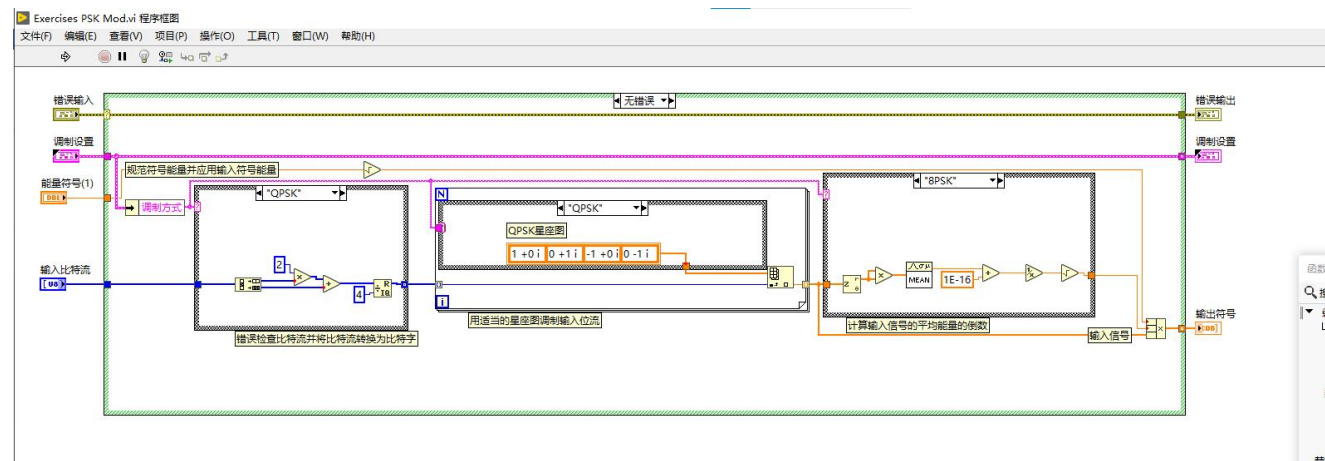 Exercises PSK Mod.vi 程序框图
文件(F) 编辑(E) 查看(V) 项目(P) 操作(O) 工具(T) 窗口(W) 帮助(H)
错误输入
无错误
错误输出
调制设置
调制设置
规范符号能量并应用输入符号能量
能量符号(1)
DBL
调制方式
"QPSK"
N
"QPSK"
"8PSK"
QPSK星座图
1 +0 i
0 +1 i
-1 +0 i
0 -1 i
2
4
R
IQ
i
输入比特流
[U8]
z
r
θ
MEAN
1E-16
用适当的星座图调制输入位流
错误检查比特流并将比特流转换为比特字
计算输入信号的平均能量的倒数
输入信号
输出符号
函数